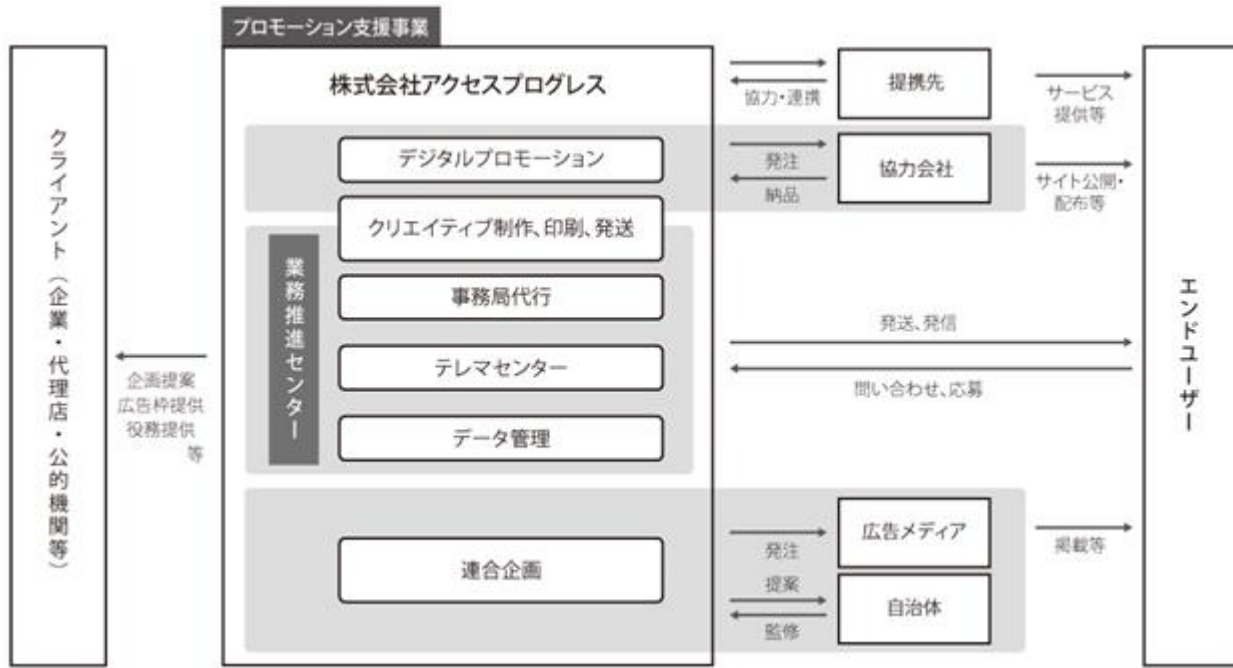 プロモーション支援事業
株式会社アクセスプログレス
クライアント（企業・代理店・公的機関等）
企画提案
広告枠提供
役務提供
等
デジタルプロモーション
クリエイティブ制作、印刷、発送
業務推進センター
事務局代行
テレマセンター
データ管理
連合企画
協力・連携
提携先
サービス
提供等
発注
納品
協力会社
サイト公開・
配布等
発送、発信
問い合わせ、応募
発注
広告メディア
掲載等
提案
監修
自治体
エンドユーザー